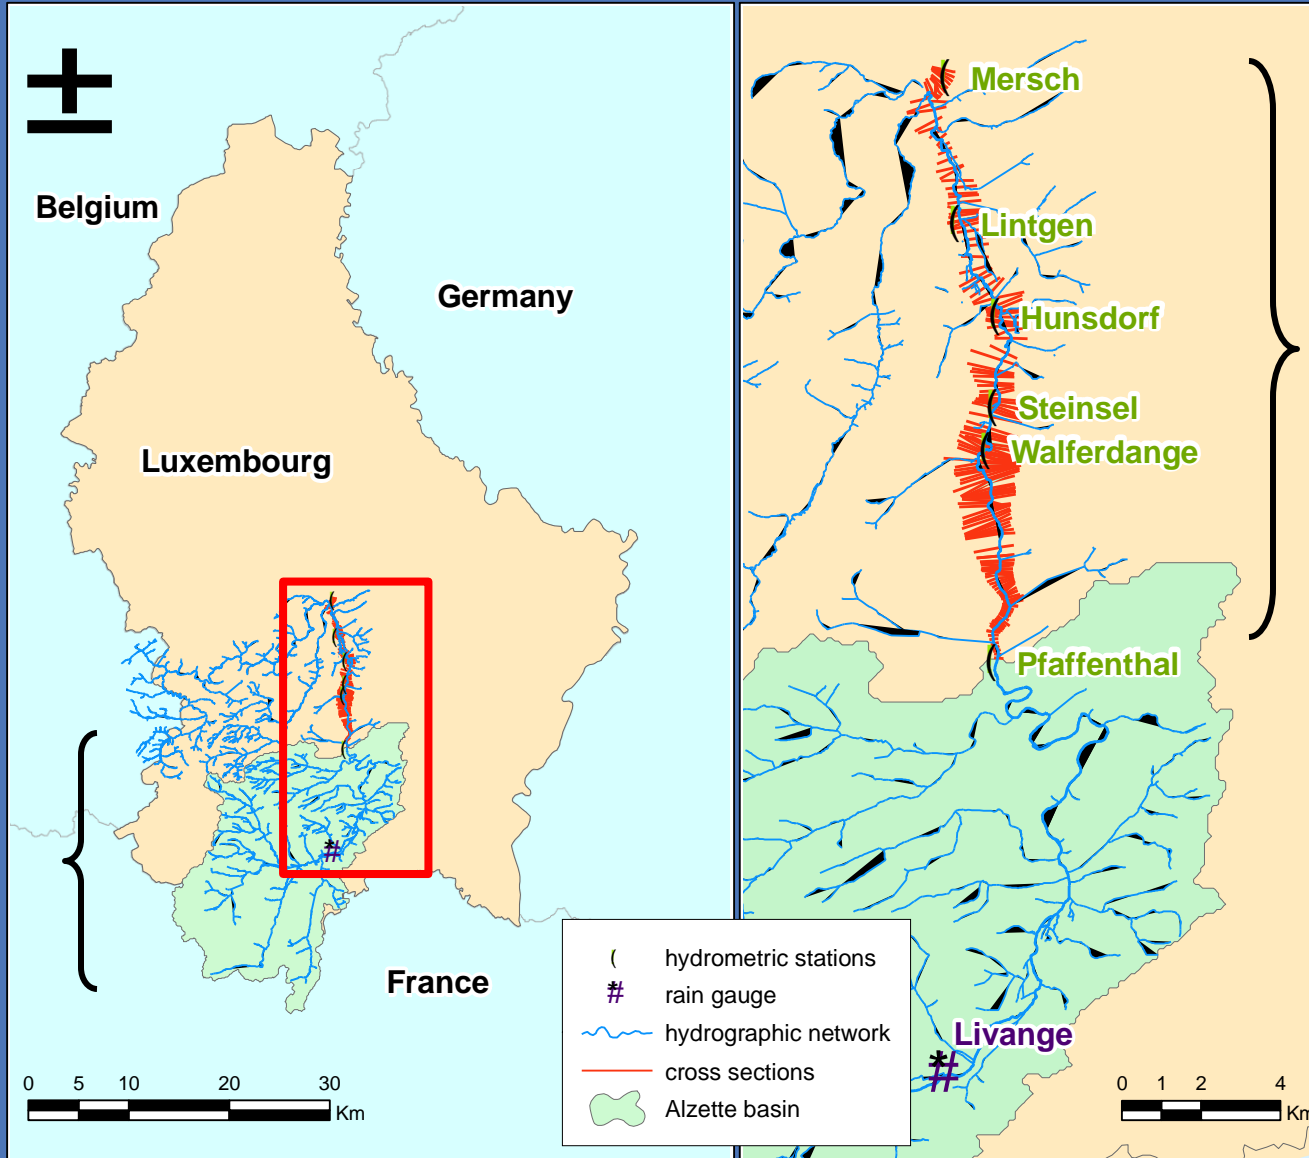 Belgium
Germany
Luxembourg
France
0 5 10 20 30
Km
Mersch
Lintgen
Hunsdorf
Steinsel
Walferdange
Pfaffenthal
Livange
#
#
( hydrometric stations
# rain gauge
hydrographic network
cross sections
Alzette basin
0 1 2 4
Km